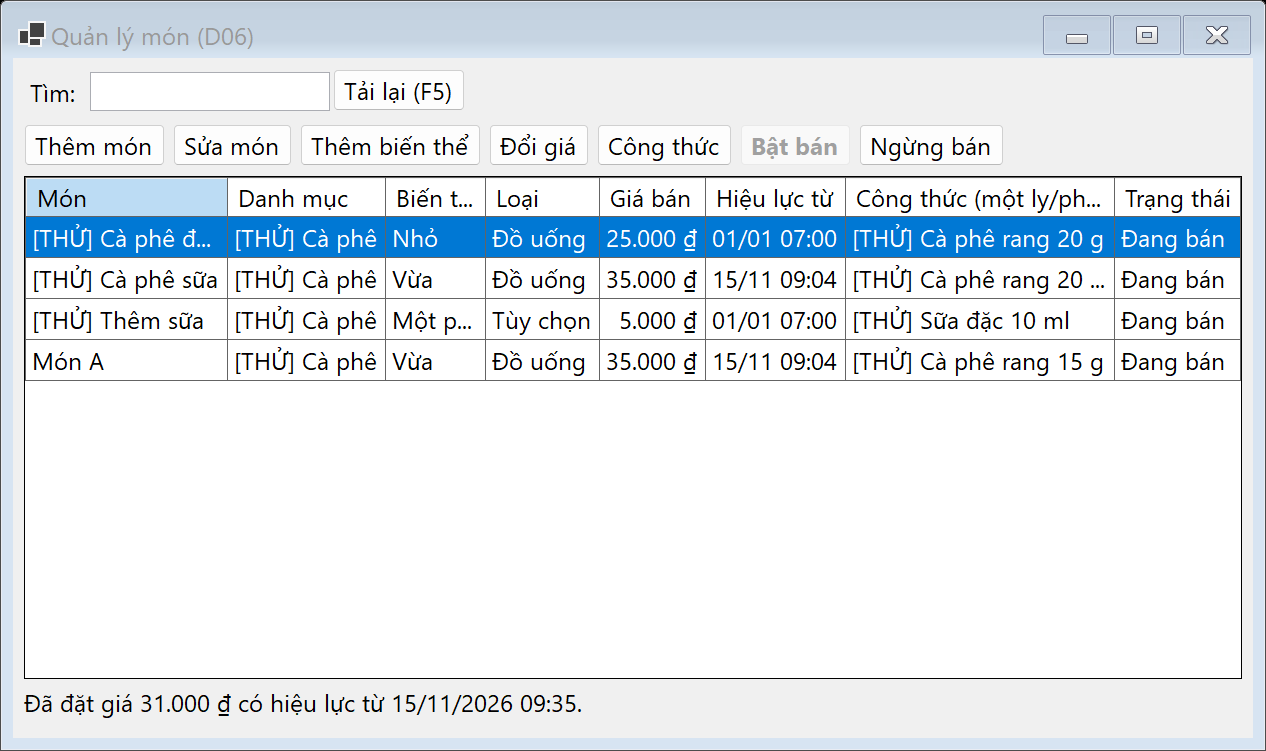 Quản lý món (D06)
Tìm: Tải lại (F5)
Thêm món Sửa món Thêm biến thể Đổi giá Công thức Bật bán Ngừng bán
Món Danh mục Biến t... Loại Giá bán Hiệu lực từ Công thức (một ly/ph... Trạng thái
[THỬ] Cà phê đ... [THỬ] Cà phê Nhỏ Đồ uống 25.000 ₫ 01/01 07:00 [THỬ] Cà phê rang 20 g Đang bán
[THỬ] Cà phê sữa [THỬ] Cà phê Vừa Đồ uống 35.000 ₫ 15/11 09:04 [THỬ] Cà phê rang 20 ... Đang bán
[THỬ] Thêm sữa [THỬ] Cà phê Một p... Tùy chọn 5.000 ₫ 01/01 07:00 [THỬ] Sữa đặc 10 ml Đang bán
Món A [THỬ] Cà phê Vừa Đồ uống 35.000 ₫ 15/11 09:04 [THỬ] Cà phê rang 15 g Đang bán
Đã đặt giá 31.000 ₫ có hiệu lực từ 15/11/2026 09:35.